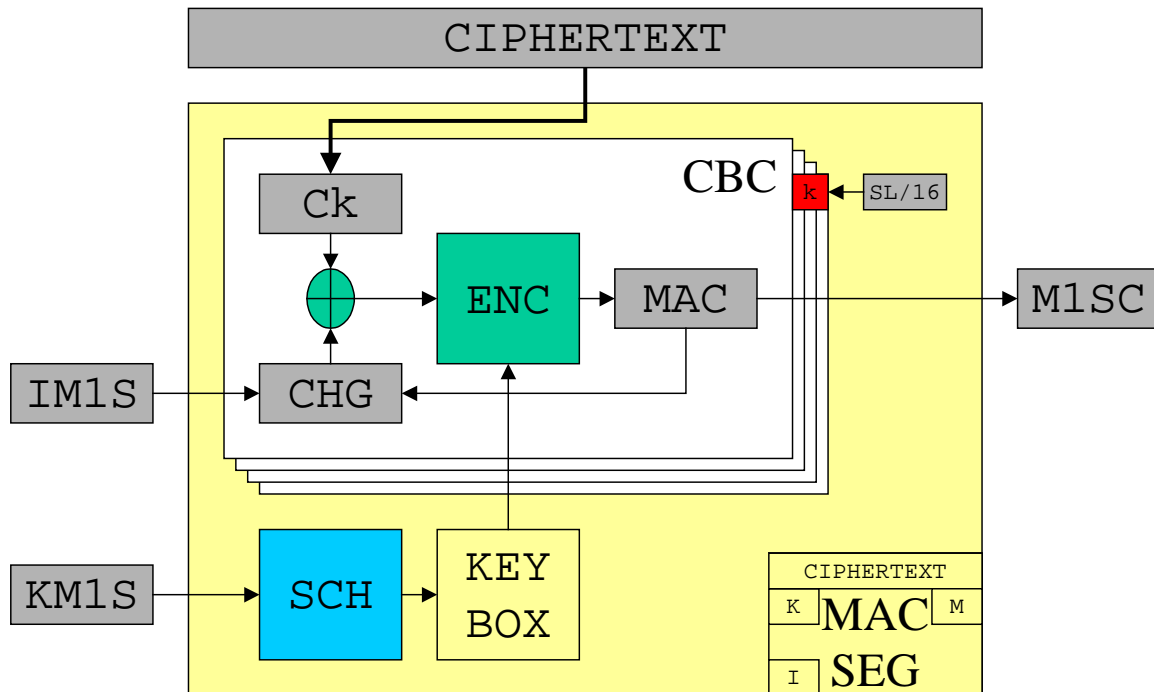 CIPHERTEXT
CBC
Ck
k
SL/16
ENC
MAC
M1SC
IM1S
CHG
KM1S
SCH
KEY
BOX
CIPHERTEXT
K
MAC
M
I
SEG